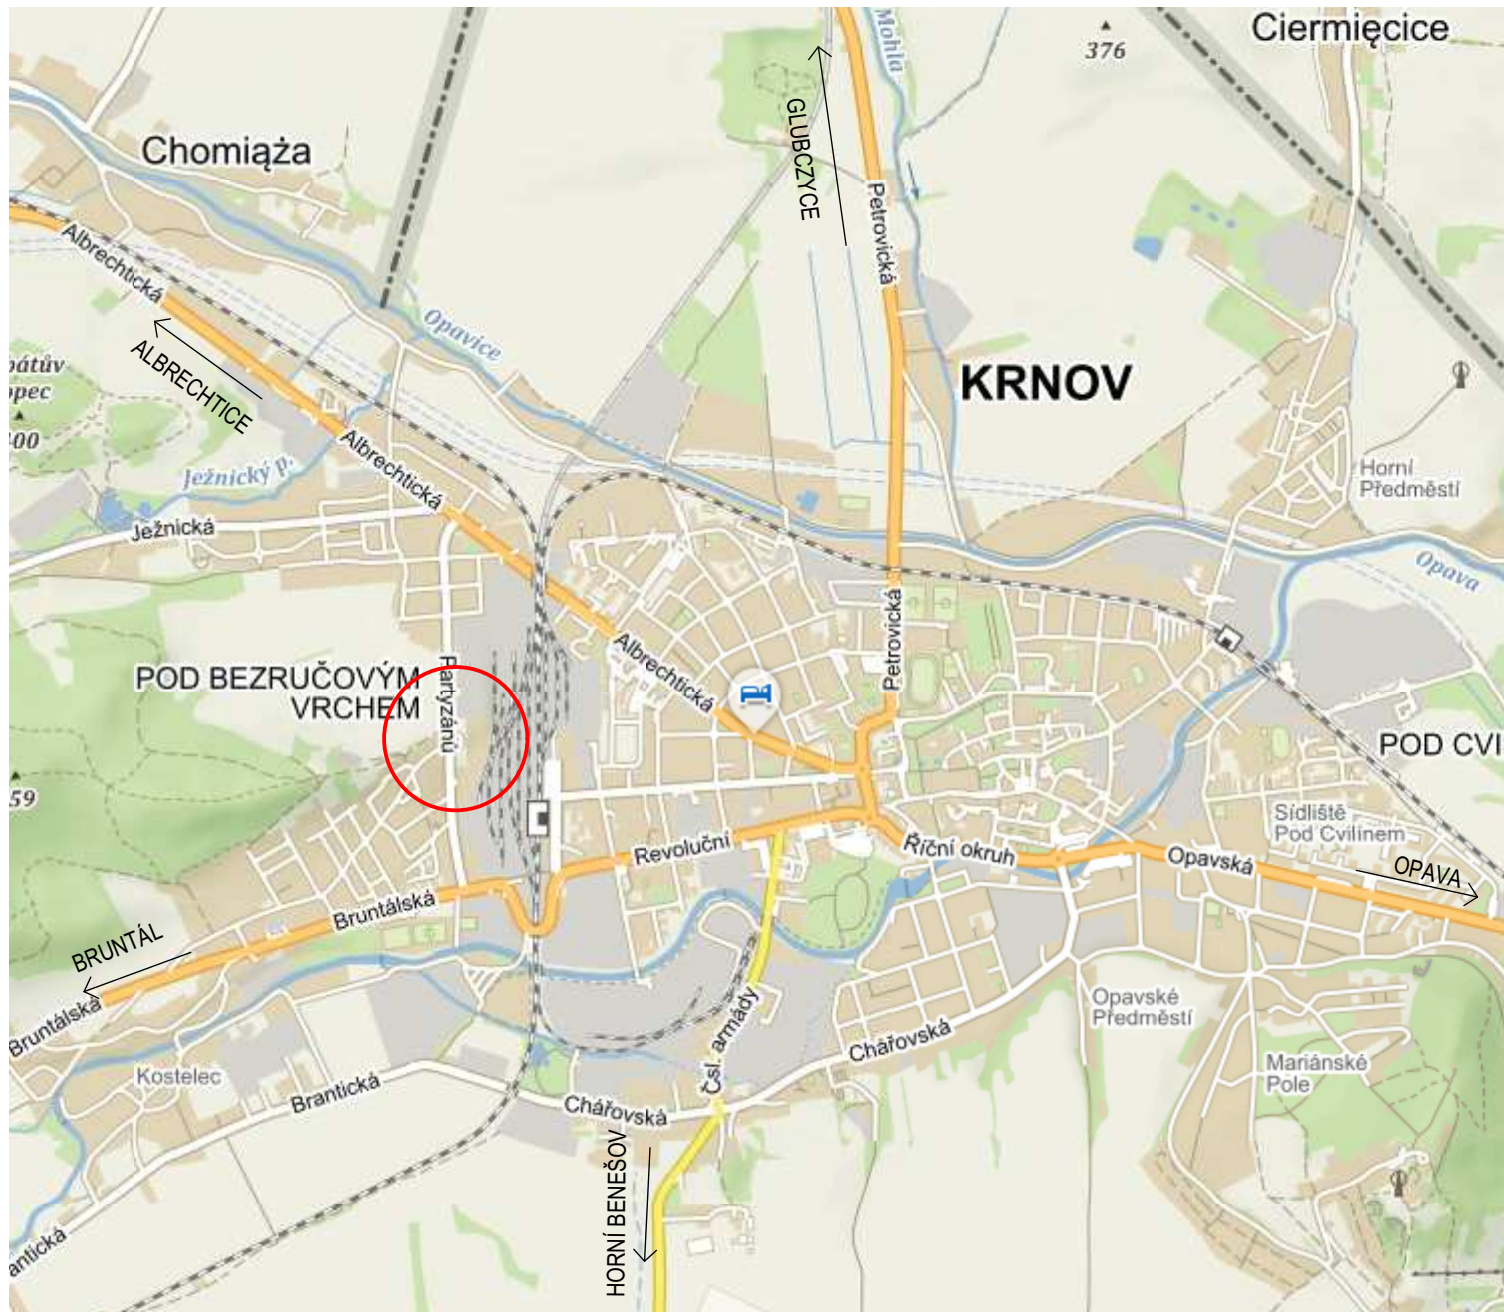 Ciermięcice
Mohla
376
Chomiąża
GLUBCZYCE
Petrovická
Albrechtická
Opavice
ALBRECHTICE
KRNOV
Albrechtická
Ježnický p.
Ježnická
Horní
Předměstí
Opava
Petrovická
Albrechtická
POD BEZRUČOVÝM
VRCHEM
Partyzánů
POD CVI
59
Sídliště
Pod Cvilínem
Revoluční
Říční okruh
Opavská
OPAVA
Bruntálská
BRUNTÁL
Bruntálská
Opavské
Předměstí
Čsl. armády
Chářovská
Mariánské
Pole
Kostelec
Brantická
Chářovská
HORNÍ BENEŠOV
antická